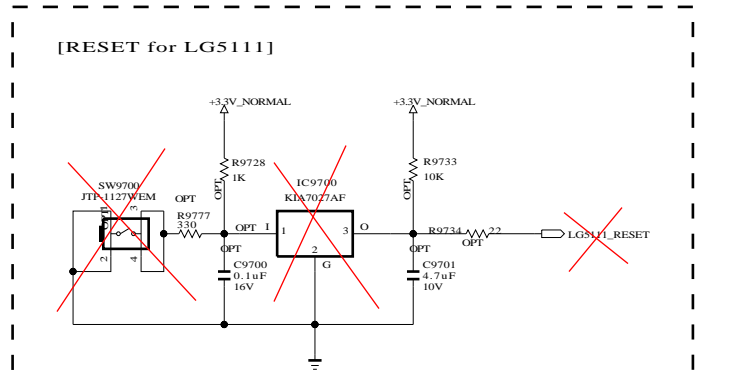 [RESET for LG5111]
+3.3V_NORMAL
+3.3V_NORMAL
R9728
1K
OPT
R9733
10K
OPT
SW9700
JTP-1127WEM
OPT
1
3
2
4
OPT
R9777
330
OPT
IC9700
KIA7027AF
I
1
3
O
2
G
R9734
22
OPT
LG5111_RESET
OPT
C9700
0.1uF
16V
OPT
C9701
4.7uF
10V